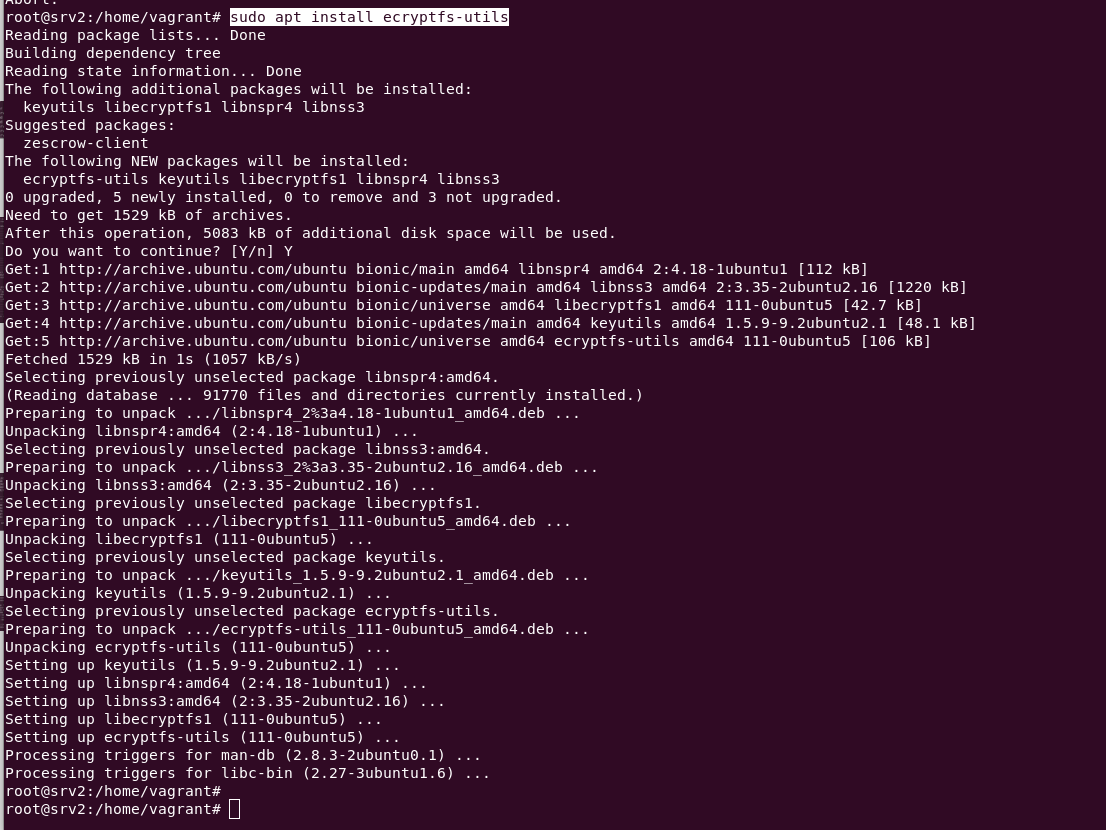 Abort.
root@srv2:/home/vagrant# sudo apt install ecryptfs-utils
Reading package lists... Done
Building dependency tree
Reading state information... Done
The following additional packages will be installed:
  keyutils libecryptfs1 libnspr4 libnss3
Suggested packages:
  zescrow-client
The following NEW packages will be installed:
  ecryptfs-utils keyutils libecryptfs1 libnspr4 libnss3
0 upgraded, 5 newly installed, 0 to remove and 3 not upgraded.
Need to get 1529 kB of archives.
After this operation, 5083 kB of additional disk space will be used.
Do you want to continue? [Y/n] Y
Get:1 http://archive.ubuntu.com/ubuntu bionic/main amd64 libnspr4 amd64 2:4.18-1ubuntu1 [112 kB]
Get:2 http://archive.ubuntu.com/ubuntu bionic-updates/main amd64 libnss3 amd64 2:3.35-2ubuntu2.16 [1220 kB]
Get:3 http://archive.ubuntu.com/ubuntu bionic/universe amd64 libecryptfs1 amd64 111-0ubuntu5 [42.7 kB]
Get:4 http://archive.ubuntu.com/ubuntu bionic-updates/main amd64 keyutils amd64 1.5.9-9.2ubuntu2.1 [48.1 kB]
Get:5 http://archive.ubuntu.com/ubuntu bionic/universe amd64 ecryptfs-utils amd64 111-0ubuntu5 [106 kB]
Fetched 1529 kB in 1s (1057 kB/s)
Selecting previously unselected package libnspr4:amd64.
(Reading database ... 91770 files and directories currently installed.)
Preparing to unpack .../libnspr4_2%3a4.18-1ubuntu1_amd64.deb ...
Unpacking libnspr4:amd64 (2:4.18-1ubuntu1) ...
Selecting previously unselected package libnss3:amd64.
Preparing to unpack .../libnss3_2%3a3.35-2ubuntu2.16_amd64.deb ...
Unpacking libnss3:amd64 (2:3.35-2ubuntu2.16) ...
Selecting previously unselected package libecryptfs1.
Preparing to unpack .../libecryptfs1_111-0ubuntu5_amd64.deb ...
Unpacking libecryptfs1 (111-0ubuntu5) ...
Selecting previously unselected package keyutils.
Preparing to unpack .../keyutils_1.5.9-9.2ubuntu2.1_amd64.deb ...
Unpacking keyutils (1.5.9-9.2ubuntu2.1) ...
Selecting previously unselected package ecryptfs-utils.
Preparing to unpack .../ecryptfs-utils_111-0ubuntu5_amd64.deb ...
Unpacking ecryptfs-utils (111-0ubuntu5) ...
Setting up keyutils (1.5.9-9.2ubuntu2.1) ...
Setting up libnspr4:amd64 (2:4.18-1ubuntu1) ...
Setting up libnss3:amd64 (2:3.35-2ubuntu2.16) ...
Setting up libecryptfs1 (111-0ubuntu5) ...
Setting up ecryptfs-utils (111-0ubuntu5) ...
Processing triggers for man-db (2.8.3-2ubuntu0.1) ...
Processing triggers for libc-bin (2.27-3ubuntu1.6) ...
root@srv2:/home/vagrant#
root@srv2:/home/vagrant#